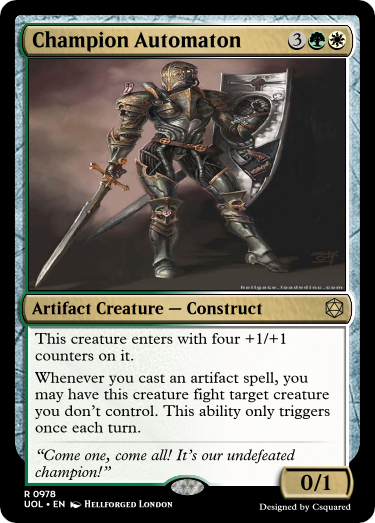 Champion Automaton 3
hellgate.loadedinc.com
Artifact Creature — Construct
This creature enters with four +1/+1
counters on it.
Whenever you cast an artifact spell, you
may have this creature fight target creature
you don't control. This ability only triggers
once each turn.
“Come one, come all! It's our undefeated
champion!”
0/1
R 0978
UOL • EN Hellforged London
Designed by Csquared